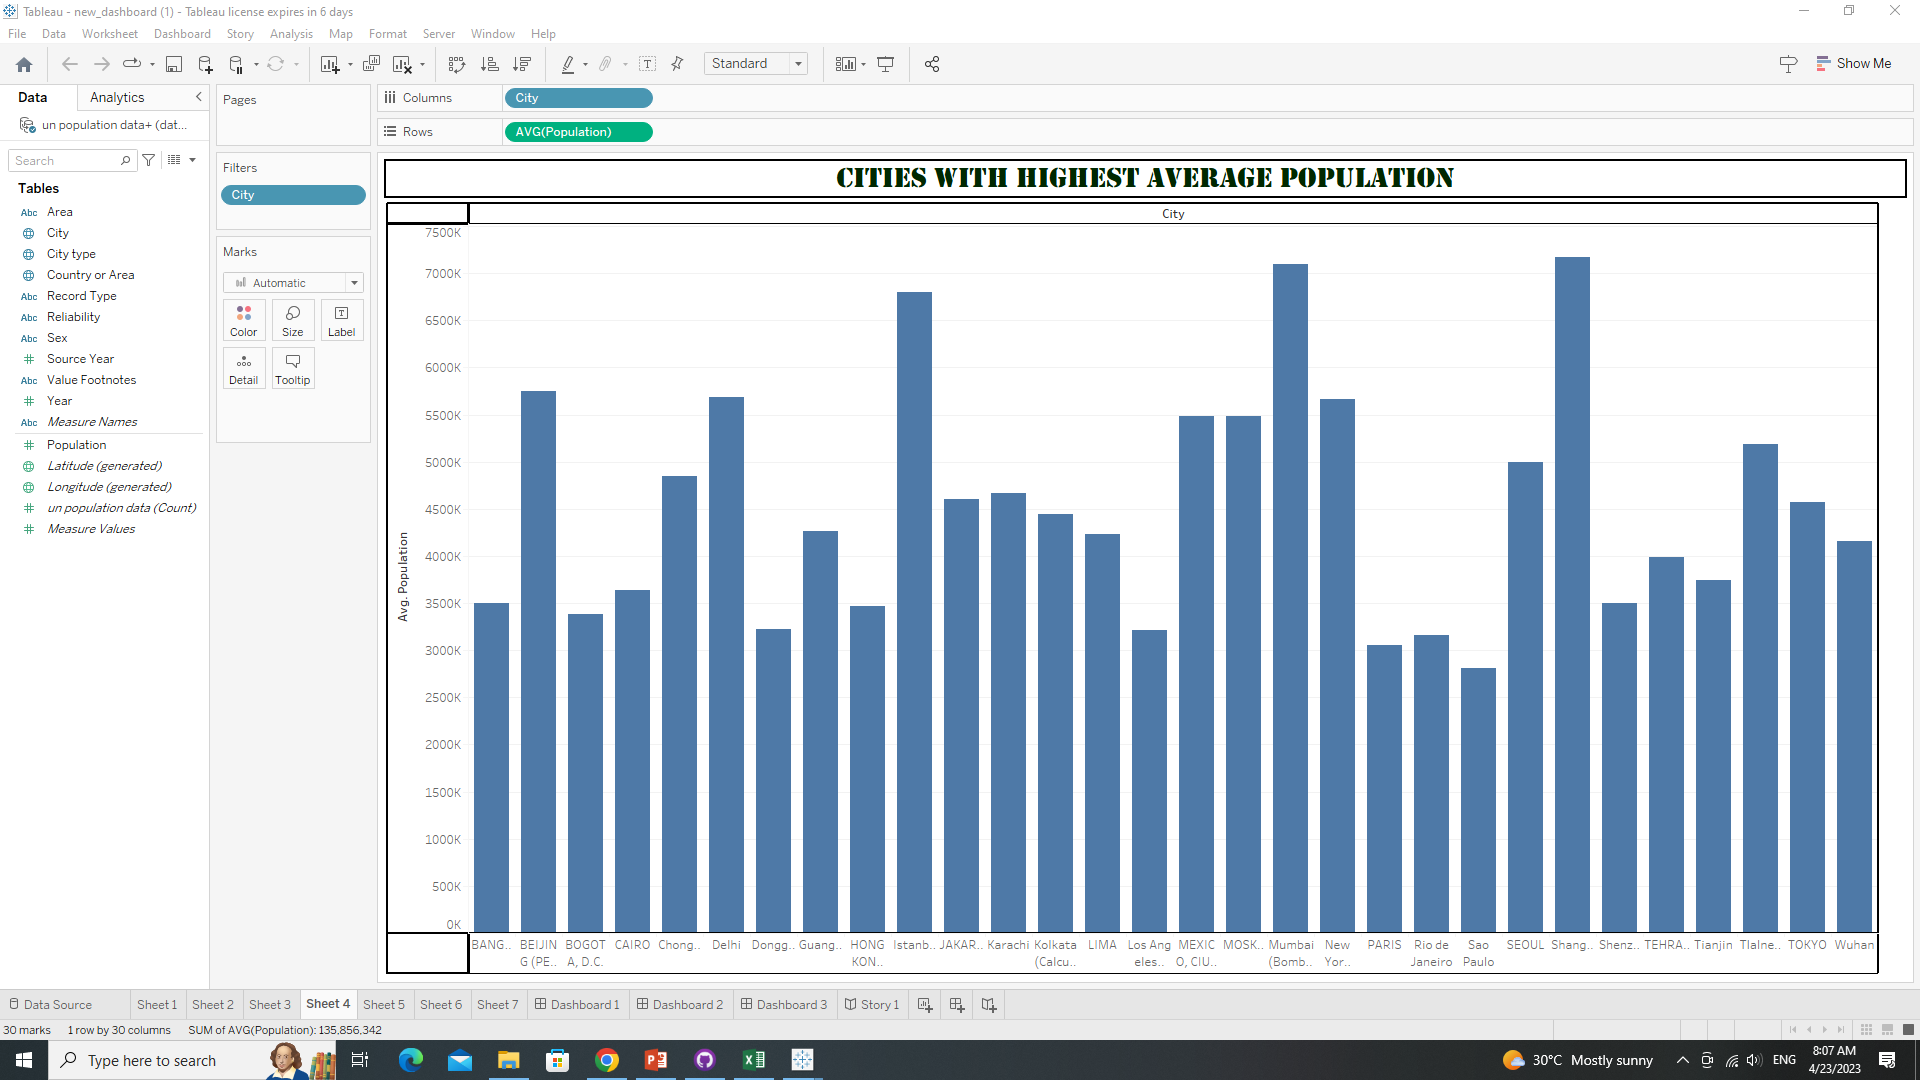 Tableau - new_dashboard (1) - Tableau license expires in 6 days
File Data Worksheet Dashboard Story Analysis Map Format Server Window Help
Standard
Show Me
Data Analytics
un population data+ (dat...
Search
Tables
Abc Area
City
City type
Country or Area
Abc Record Type
Abc Reliability
Abc Sex
Source Year
Abc Value Footnotes
Year
Abc Measure Names
Population
Latitude (generated)
Longitude (generated)
un population data (Count)
Measure Values
Pages
Filters
City
Marks
Automatic
Color Size Label
Detail Tooltip
Columns City
Rows AVG(Population)
CITIES WITH HIGHEST AVERAGE POPULATION
City
Avg. Population
7500K
7000K
6500K
6000K
5500K
5000K
4500K
4000K
3500K
3000K
2500K
2000K
1500K
1000K
500K
0K
BANG.. BEIJIN BOGOT CAIRO Chong.. Delhi Dongg.. Guang.. HONG Istanb.. JAKAR.. Karachi Kolkata LIMA Los Ang MEXIC MOSK.. Mumbai New PARIS Rio de Sao SEOUL Shang.. Shenz.. TEHRA.. Tianjin Tlalne.. TOKYO Wuhan
G (PE.. A, D.C. KON.. (Calcu.. eles.. O, CIU.. (Bomb.. Yor.. Janeiro Paulo
Data Source Sheet 1 Sheet 2 Sheet 3 Sheet 4 Sheet 5 Sheet 6 Sheet 7 Dashboard 1 Dashboard 2 Dashboard 3 Story 1
30 marks 1 row by 30 columns SUM of AVG(Population): 135,856,342
Type here to search
30°C Mostly sunny
ENG
8:07 AM
4/23/2023